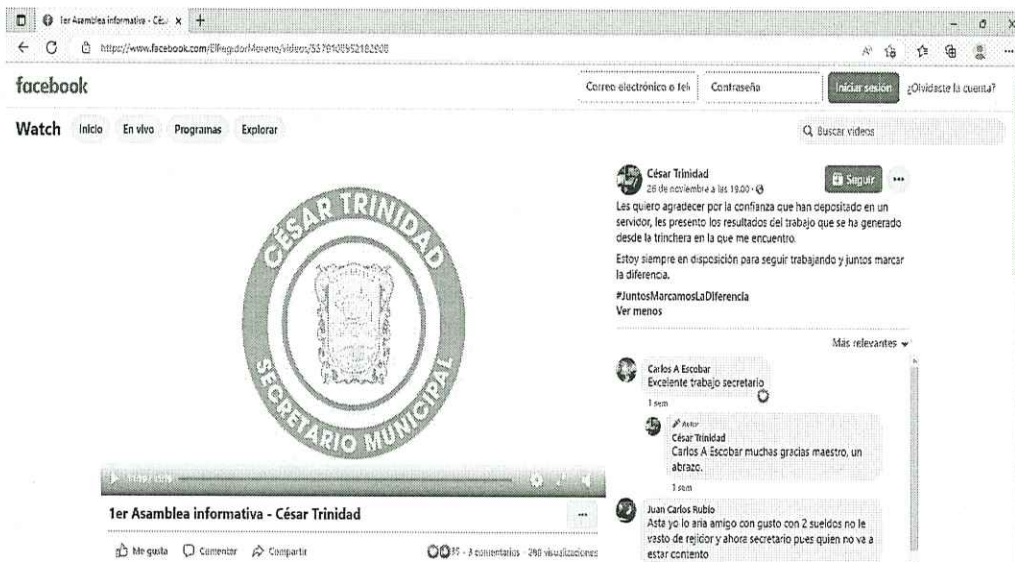 1er Asamblea informativa - Cé...
facebook
Correo electrónico o telé
Contraseña
Iniciar sesión
¿Olvidaste la cuenta?
Watch
Inicio
En vivo
Programas
Explorar
Buscar videos
CÉSAR TRINIDAD
SECRETARIO MUNICIPAL
1er Asamblea informativa - César Trinidad
Me gusta
Comentar
Compartir
3 comentarios
visualizaciones
César Trinidad
26 de noviembre a las 19:00
Seguir
Les quiero agradecer por la confianza que han depositado en un
servidor, les presento los resultados del trabajo que se ha generado
desde la trinchera en la que me encuentro.
Estoy siempre en disposición para seguir trabajando y juntos marcar
la diferencia.
#JuntosMarcamosLaDiferencia
Ver menos
Más relevantes
Carlos A Escobar
Excelente trabajo secretario
1 sem
Autor
César Trinidad
Carlos A Escobar muchas gracias maestro, un
abrazo.
1 sem
Juan Carlos Rubio
Asta yo lo aria amigo con gusto con 2 sueldos no le
vasto de rejidor y ahora secretario pues quien no va a
estar contento